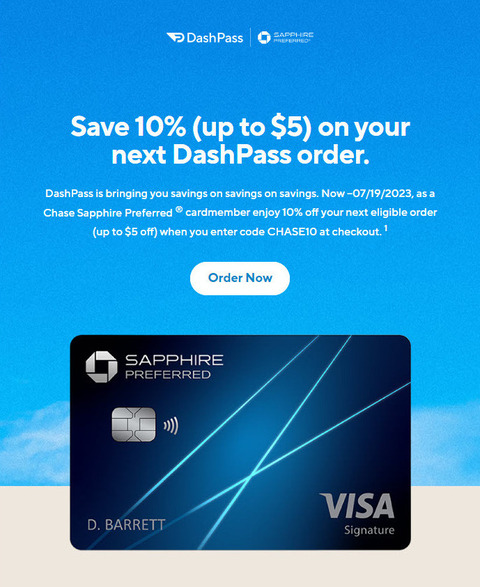 DashPass | SAPPHIRE PREFERRED®
Save 10% (up to $5) on your
next DashPass order.
DashPass is bringing you savings on savings on savings. Now –07/19/2023, as a
Chase Sapphire Preferred ® cardmember enjoy 10% off your next eligible order
(up to $5 off) when you enter code CHASE10 at checkout. 1
Order Now
SAPPHIRE
PREFERRED
D. BARRETT
VISA
Signature